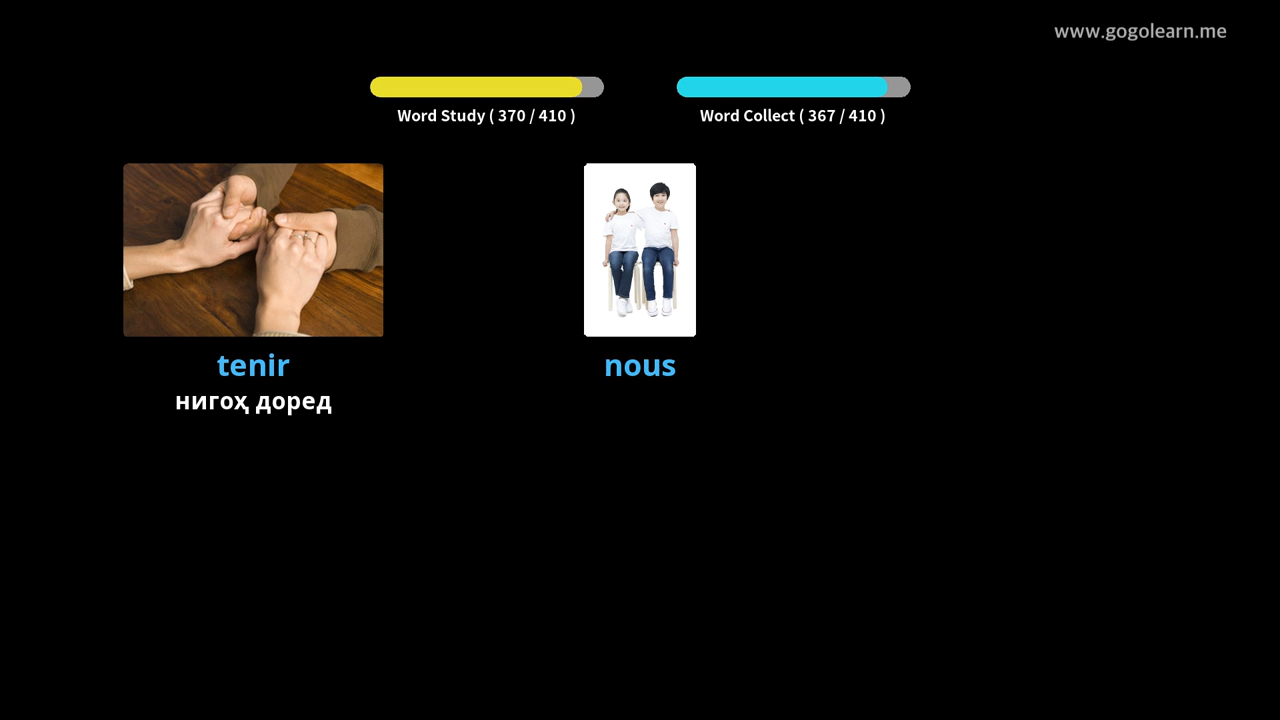 www.gogolearn.me
Word Study ( 370 / 410 )
Word Collect ( 367 / 410 )
tenir
нигоҳ доред
nous